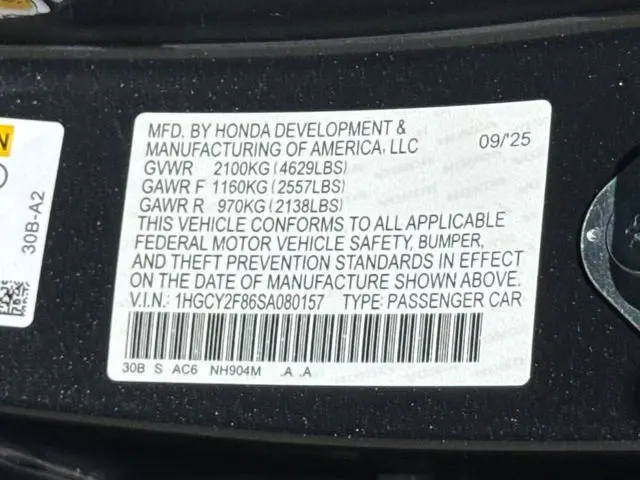 MFD. BY HONDA DEVELOPMENT &
MANUFACTURING OF AMERICA, LLC 09/'25
GVWR 2100KG (4629LBS)
GAWR F 1160KG (2557LBS)
GAWR R 970KG (2138LBS)
THIS VEHICLE CONFORMS TO ALL APPLICABLE
FEDERAL MOTOR VEHICLE SAFETY, BUMPER,
AND THEFT PREVENTION STANDARDS IN EFFECT
ON THE DATE OF MANUFACTURE SHOWN ABOVE.
V.I.N.: 1HGCY2F86SA080157 TYPE: PASSENGER CAR
30B S AC6 NH904M .A .A
30B-A2